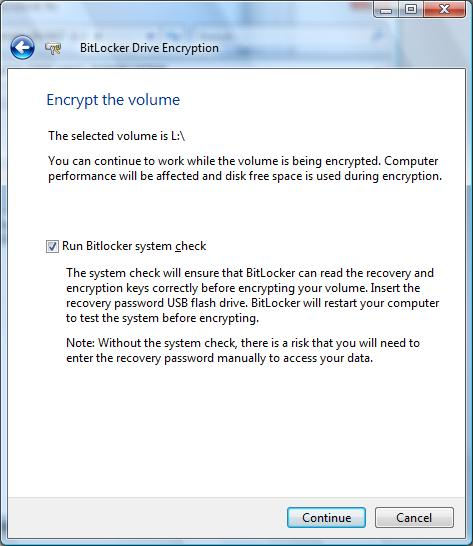 BitLocker Drive Encryption
Encrypt the volume
The selected volume is L:\
You can continue to work while the volume is being encrypted. Computer
performance will be affected and disk free space is used during encryption.
Run Bitlocker system check
The system check will ensure that BitLocker can read the recovery and
encryption keys correctly before encrypting your volume. Insert the
recovery password USB flash drive. BitLocker will restart your computer
to test the system before encrypting.
Note: Without the system check, there is a risk that you will need to
enter the recovery password manually to access your data.
Continue
Cancel